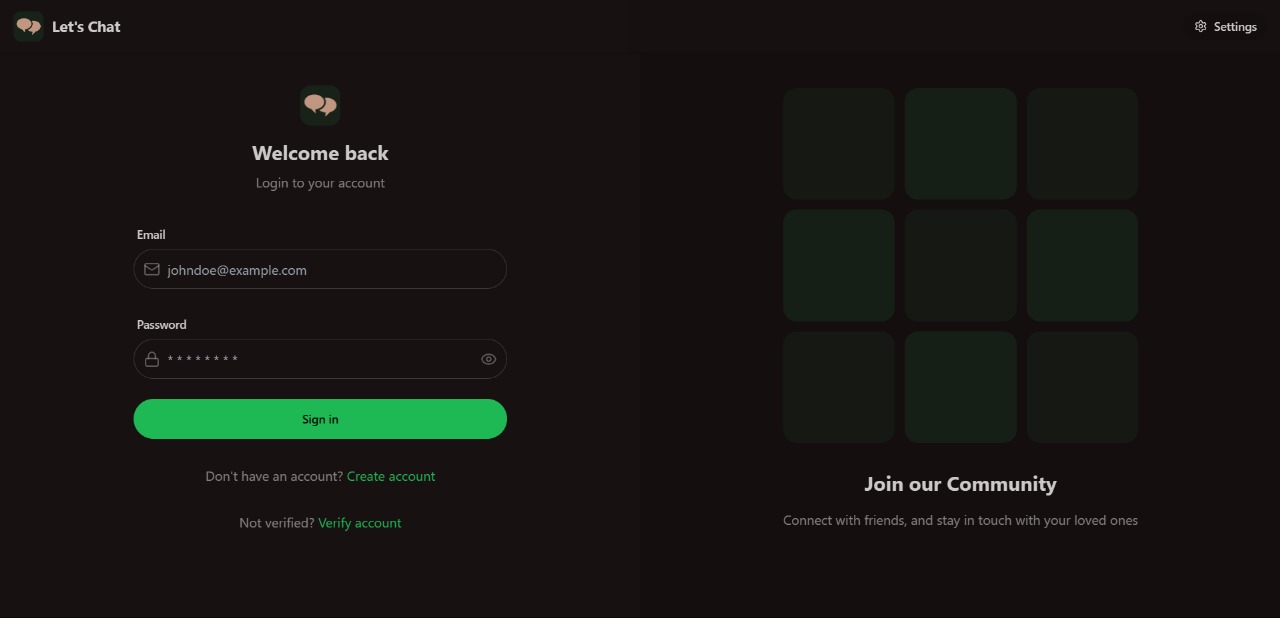 Let's Chat
Settings
Welcome back
Login to your account
Email
johndoe@example.com
Password
********
Sign in
Don't have an account? Create account
Not verified? Verify account
Join our Community
Connect with friends, and stay in touch with your loved ones